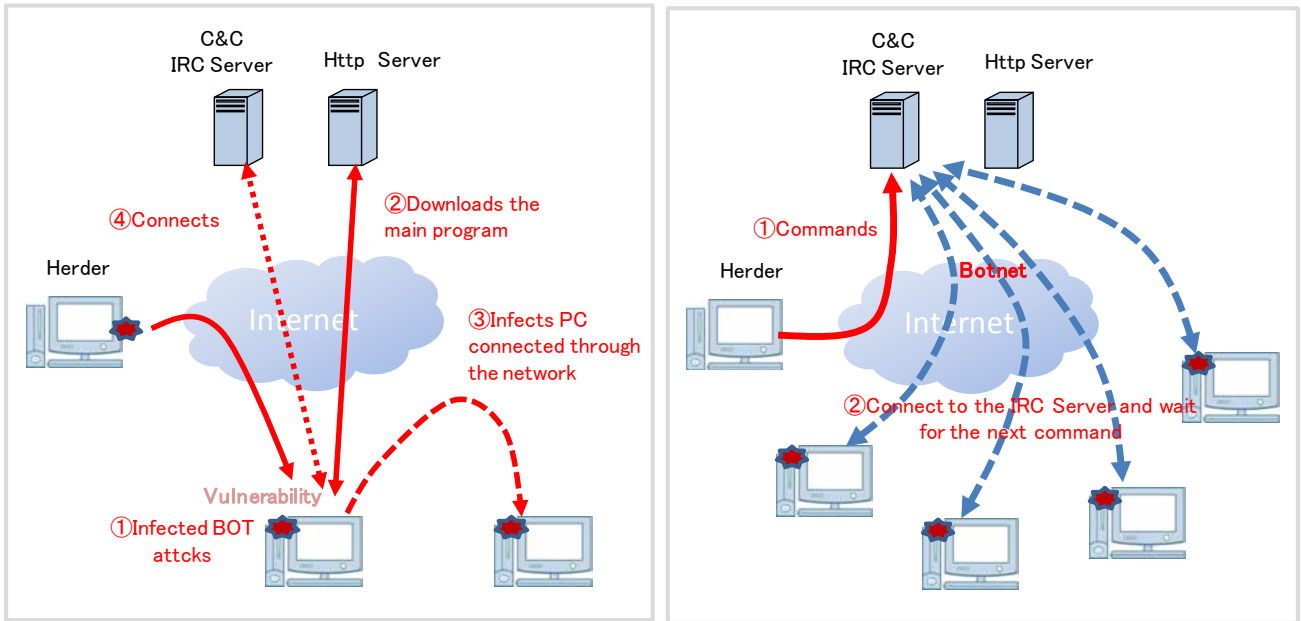 C&C
IRC Server
Http Server
④Connects
②Downloads the
main program
Herder
Internet
③Infects PC
connected through
the network
Vulnerability
①Infected BOT
attcks
C&C
IRC Server
Http Server
①Commands
Herder
Botnet
Internet
②Connect to the IRC Server and wait
for the next command